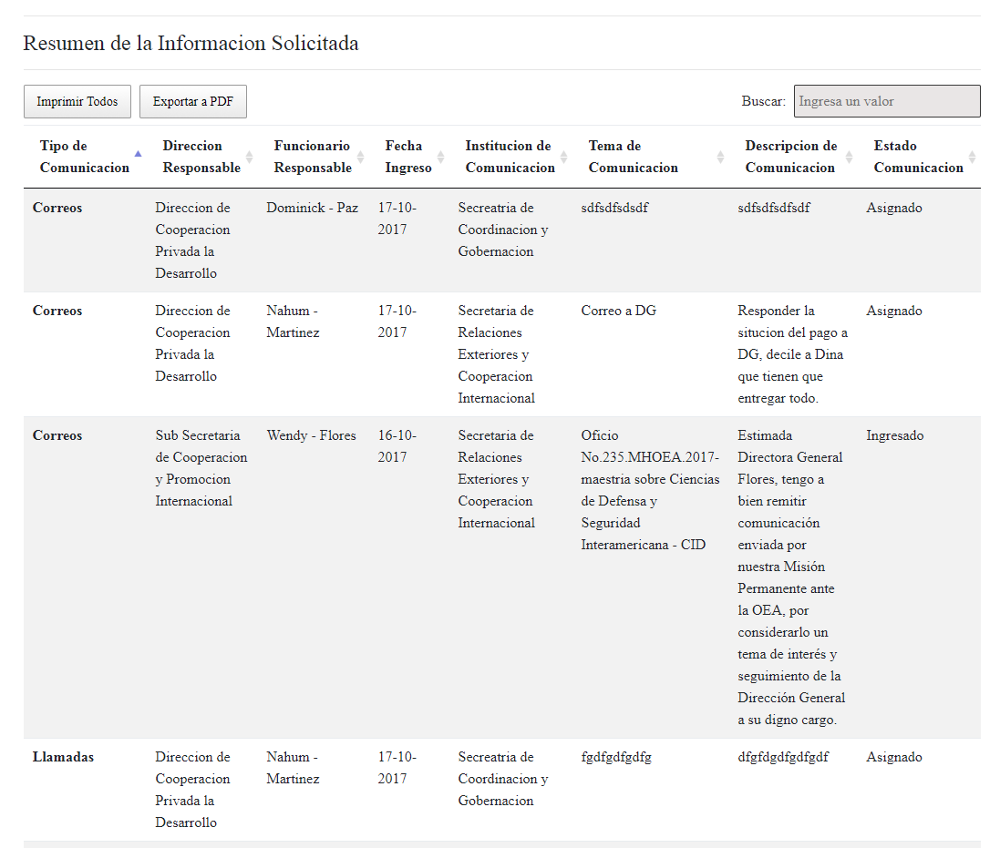 Resumen de la Informacion Solicitada
Imprimir Todos
Exportar a PDF
Buscar:
Ingresa un valor
Tipo de
Comunicacion
Direccion
Responsable
Funcionario
Responsable
Fecha
Ingreso
Institucion de
Comunicacion
Tema de
Comunicacion
Descripcion de
Comunicacion
Estado
Comunicacion
Correos
Direccion de
Cooperacion
Privada la
Desarrollo
Dominick - Paz
17-10-
2017
Secreatria de
Coordinacion y
Gobernacion
sdfsdfsdsdf
sdfsdfsdfsdf
Asignado
Correos
Direccion de
Cooperacion
Privada la
Desarrollo
Nahum -
Martinez
17-10-
2017
Secretaria de
Relaciones
Exteriores y
Cooperacion
Internacional
Correo a DG
Responder la
situcion del pago a
DG, decile a Dina
que tienen que
entregar todo.
Asignado
Correos
Sub Secretaria
de Cooperacion
y Promocion
Internacional
Wendy - Flores
16-10-
2017
Secretaria de
Relaciones
Exteriores y
Cooperacion
Internacional
Oficio
No.235.MHOEA.2017-
maestria sobre Ciencias
de Defensa y
Seguridad
Interamericana - CID
Estimada
Directora General
Flores, tengo a
bien remitir
comunicación
enviada por
nuestra Misión
Permanente ante
la OEA, por
considerarlo un
tema de interés y
seguimiento de la
Dirección General
a su digno cargo.
Ingresado
Llamadas
Direccion de
Cooperacion
Privada la
Desarrollo
Nahum -
Martinez
17-10-
2017
Secreatria de
Coordinacion y
Gobernacion
fgdfgdfgdfg
dfgfdgdfgdfgdf
Asignado